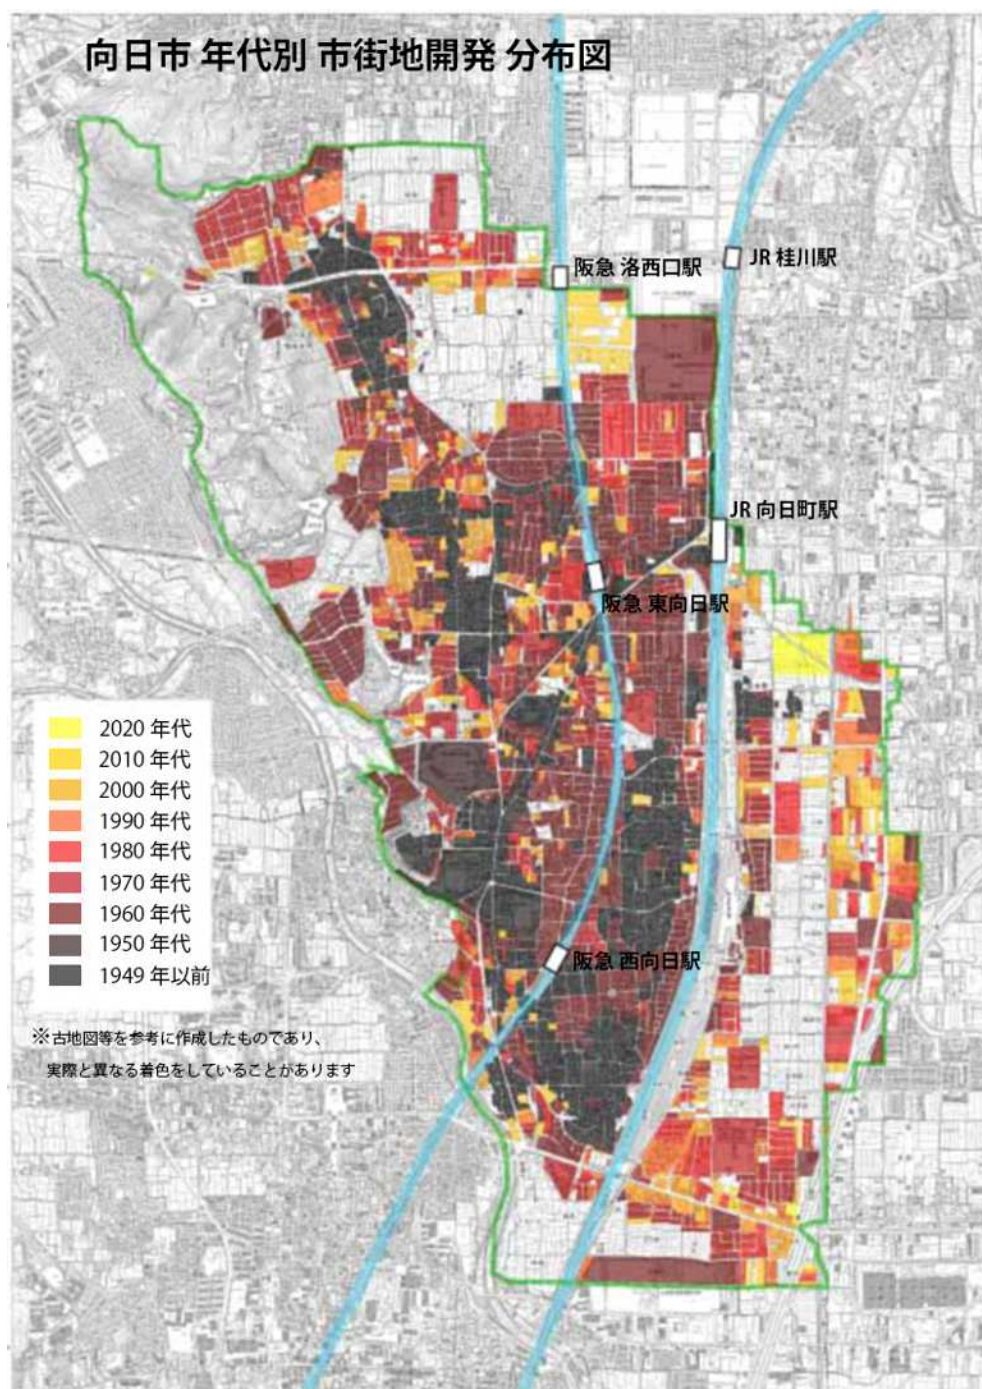 向日市 年代別 市街地開発 分布図
阪急 洛西口駅
JR 桂川駅
JR 向日町駅
阪急 東向日駅
2020 年代
2010 年代
2000 年代
1990 年代
1980 年代
1970 年代
1960 年代
1950 年代
1949 年以前
阪急 西向日駅
※古地図等を参考に作成したものであり、
実際と異なる着色をしていることがあります